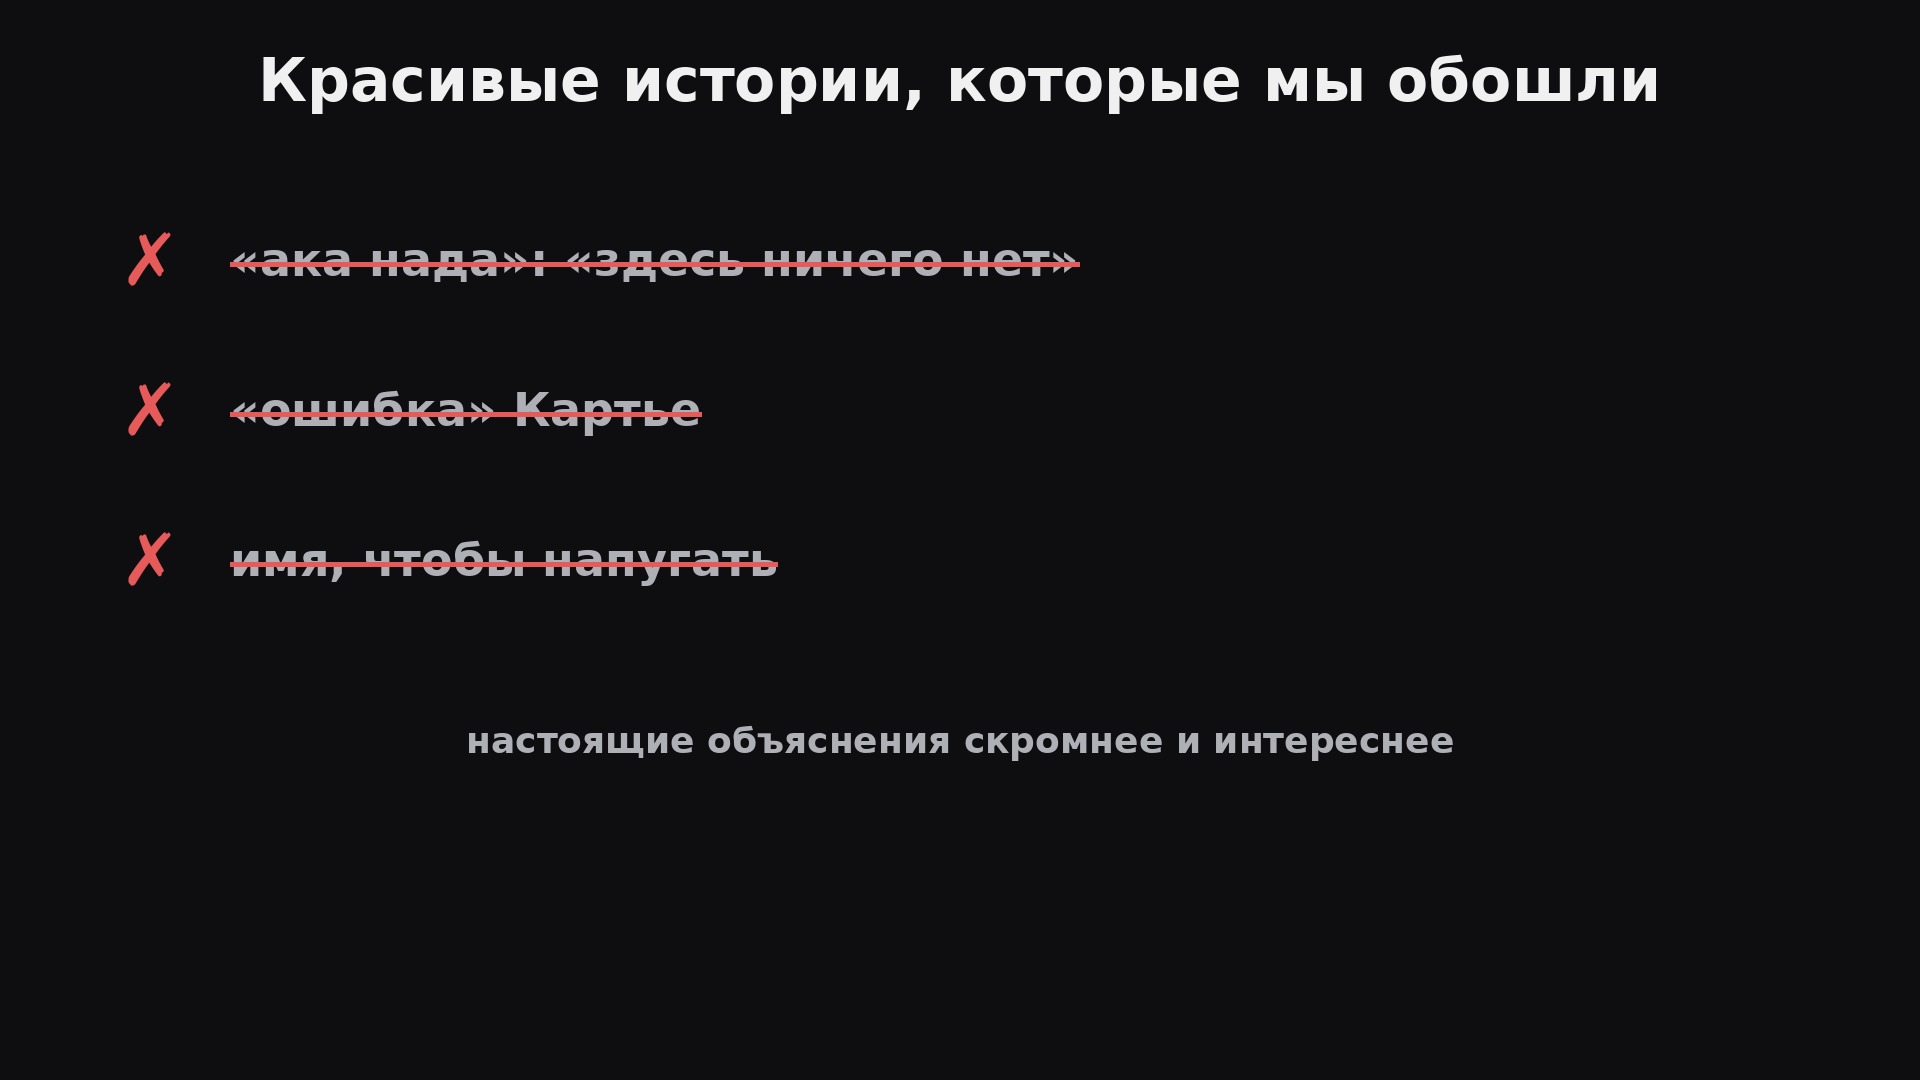 Красивые истории, которые мы обошли
✗ «ака нада»: «здесь ничего нет»
✗ «ошибка» Картье
✗ имя, чтобы напугать
настоящие объяснения скромнее и интереснее